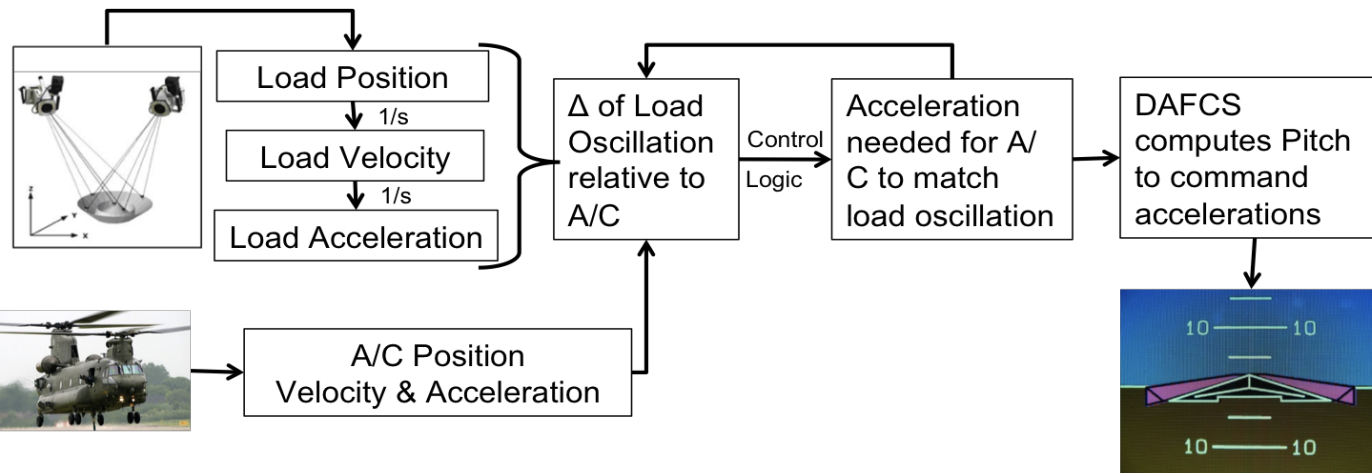 Z
Y
X
Load Position
1/s
Load Velocity
1/s
Load Acceleration
Δ of Load
Oscillation
relative to
A/C
Control
Logic
Acceleration
needed for A/
C to match
load oscillation
DAFCS
computes Pitch
to command
accelerations
A/C Position
Velocity & Acceleration
10 10
10 10